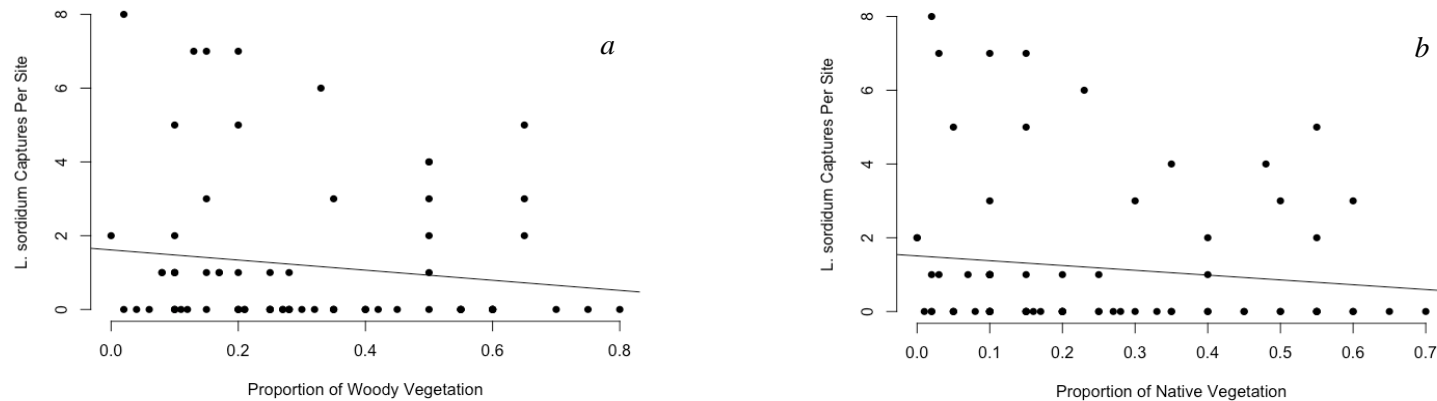 a
L. sordidum Captures Per Site
8
6
4
2
0
0.0 0.2 0.4 0.6 0.8
Proportion of Woody Vegetation
b
L. sordidum Captures Per Site
8
6
4
2
0
0.0 0.1 0.2 0.3 0.4 0.5 0.6 0.7
Proportion of Native Vegetation